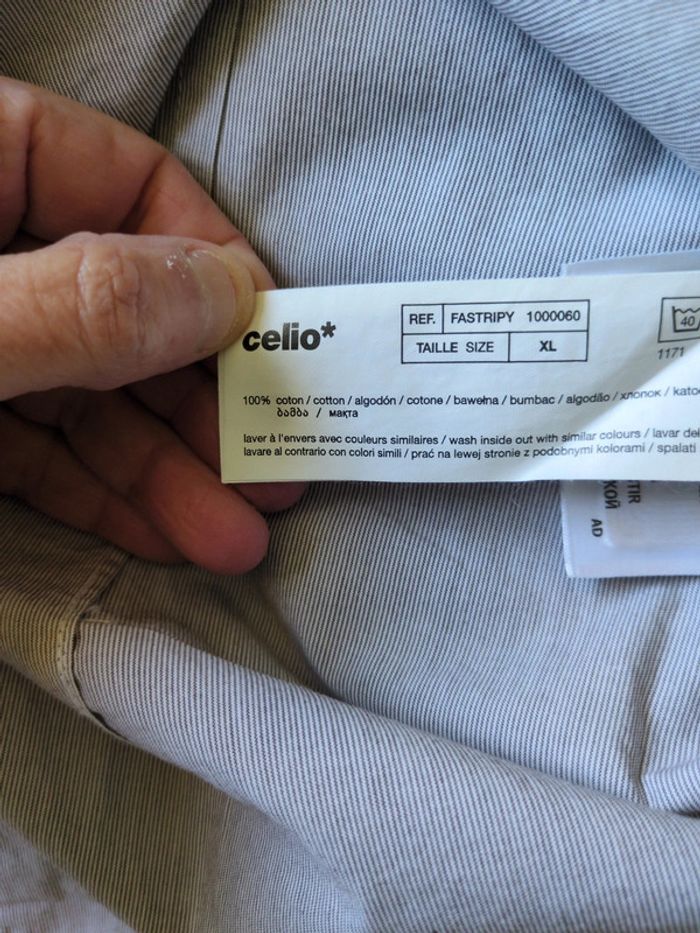 celio*
REF. FASTRIPY 1000060
TAILLE SIZE XL
40
1171
100% coton / cotton / algodón / cotone / bawełna / bumbac / algodão / хлопок / kato
ბამბა / мақта
laver à l'envers avec couleurs similaires / wash inside out with similar colours / lavar del
lavare al contrario con colori simili / prać na lewej stronie z podobnymi kolorami / spalati
TIR
КОЙ
AD